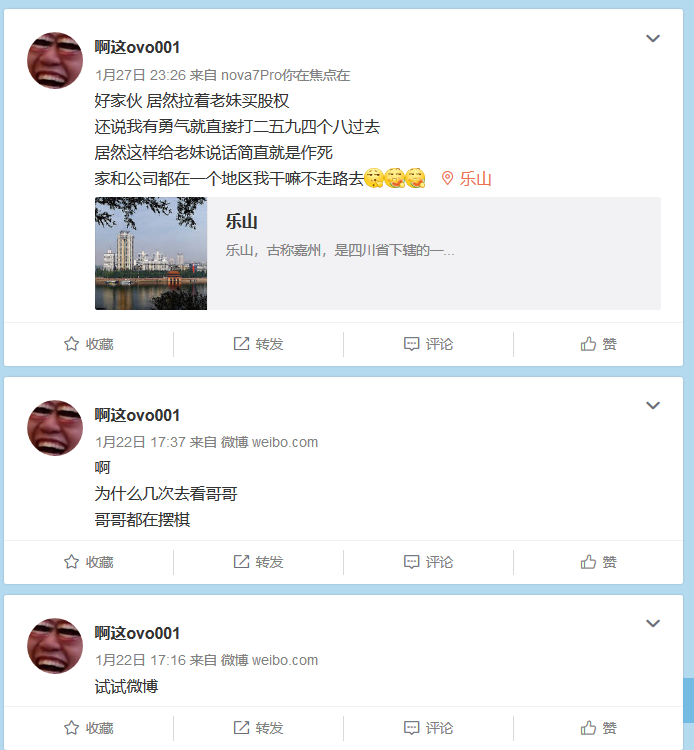 啊这ovo001
1月27日 23:26 来自 nova7Pro你在焦点在
好家伙 居然拉着老妹买股权
还说我有勇气就直接打二五九四个八过去
居然这样给老妹说话简直就是作死
家和公司都在一个地区我干嘛不走路去 乐山
乐山
乐山，古称嘉州，是四川省下辖的一...
收藏 转发 评论 赞
啊这ovo001
1月22日 17:37 来自 微博 weibo.com
啊
为什么几次去看哥哥
哥哥都在摆棋
收藏 转发 评论 赞
啊这ovo001
1月22日 17:16 来自 微博 weibo.com
试试微博
收藏 转发 评论 赞